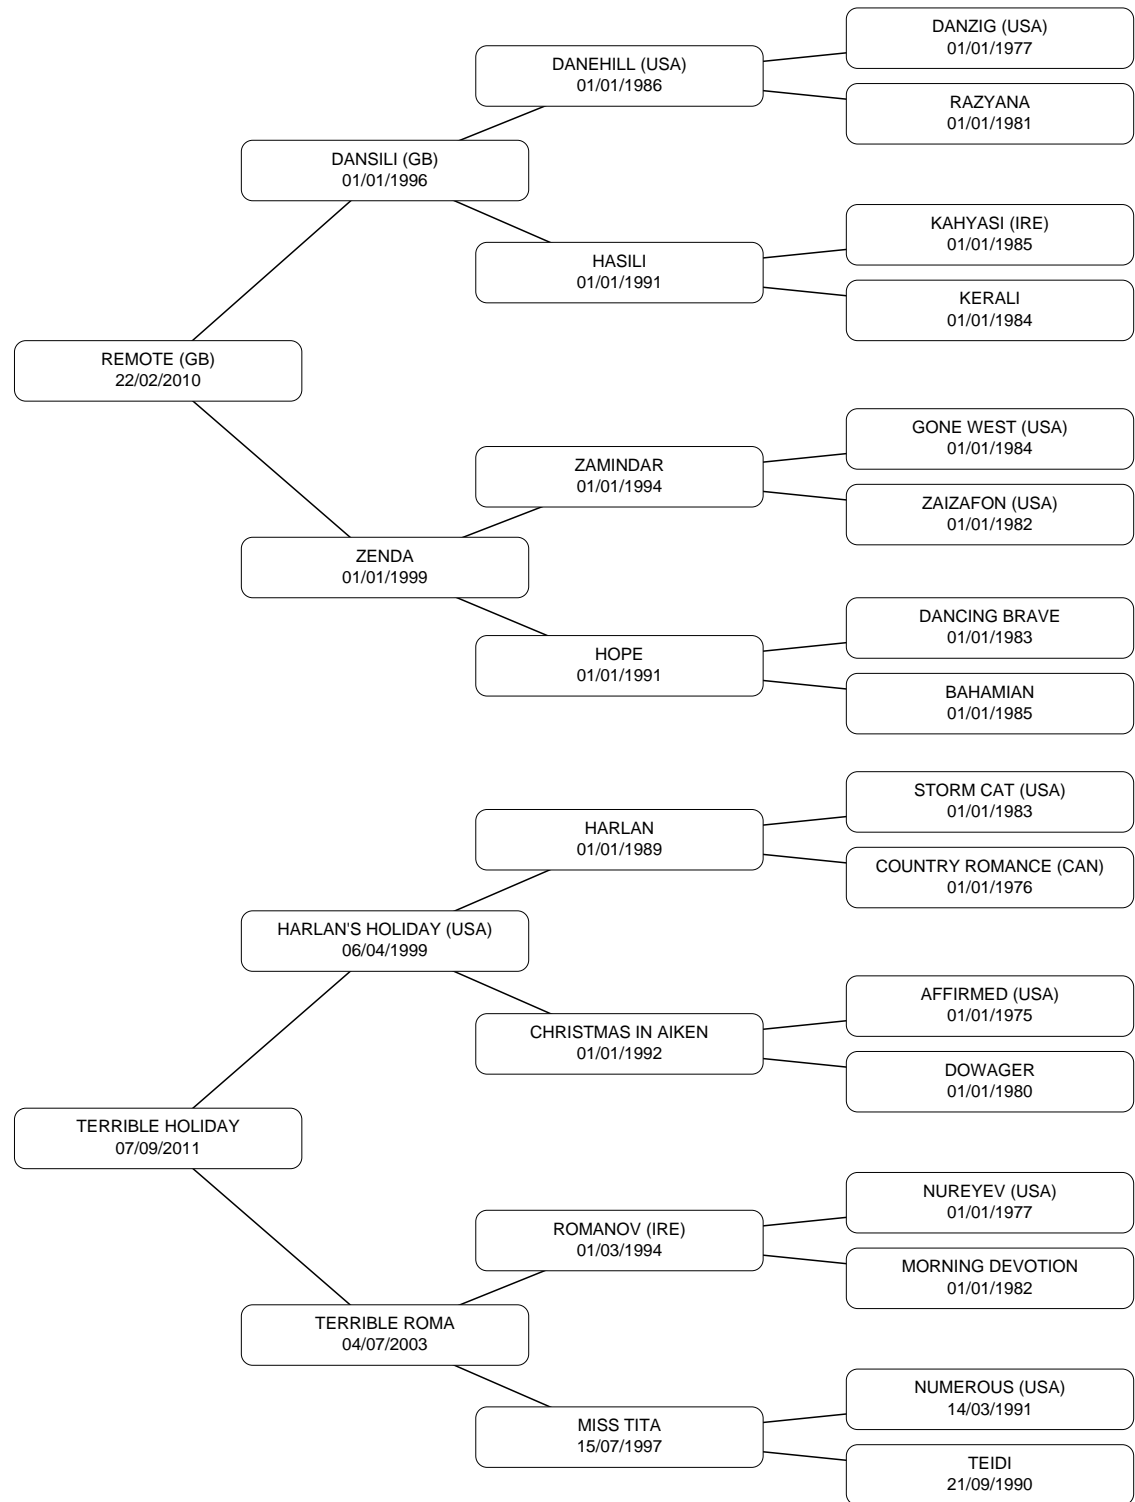 DANZIG (USA)
01/01/1977
DANEHILL (USA)
01/01/1986
RAZYANA
01/01/1981
DANSILI (GB)
01/01/1996
KAHYASI (IRE)
01/01/1985
HASILI
01/01/1991
KERALI
01/01/1984
REMOTE (GB)
22/02/2010
GONE WEST (USA)
01/01/1984
ZAMINDAR
01/01/1994
ZAIZAFON (USA)
01/01/1982
ZENDA
01/01/1999
DANCING BRAVE
01/01/1983
HOPE
01/01/1991
BAHAMIAN
01/01/1985
STORM CAT (USA)
01/01/1983
HARLAN
01/01/1989
COUNTRY ROMANCE (CAN)
01/01/1976
HARLAN'S HOLIDAY (USA)
06/04/1999
AFFIRMED (USA)
01/01/1975
CHRISTMAS IN AIKEN
01/01/1992
DOWAGER
01/01/1980
TERRIBLE HOLIDAY
07/09/2011
NUREYEV (USA)
01/01/1977
ROMANOV (IRE)
01/03/1994
MORNING DEVOTION
01/01/1982
TERRIBLE ROMA
04/07/2003
NUMEROUS (USA)
14/03/1991
MISS TITA
15/07/1997
TEIDI
21/09/1990